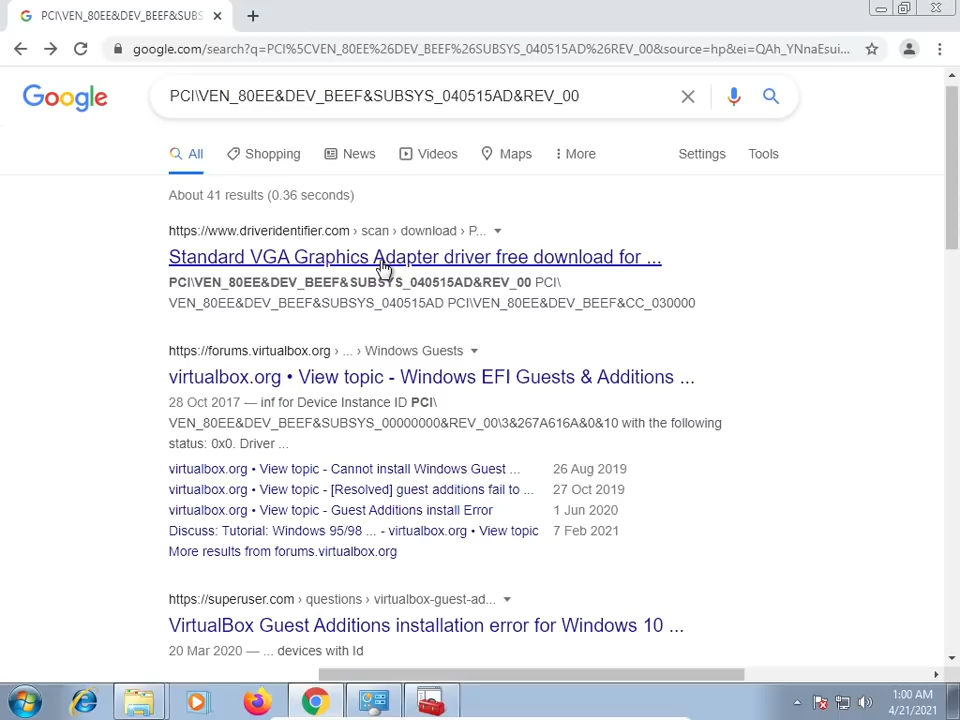 PCI\VEN_80EE&DEV_BEEF&SUBS
google.com/search?q=PCI%5CVEN_80EE%26DEV_BEEF%26SUBSYS_040515AD%26REV_00&source=hp&ei=QAh_YNnaEsui...
Google
PCI\VEN_80EE&DEV_BEEF&SUBSYS_040515AD&REV_00
All Shopping News Videos Maps More Settings Tools
About 41 results (0.36 seconds)
https://www.driveridentifier.com › scan › download › P...
Standard VGA Graphics Adapter driver free download for ...
PCI\VEN_80EE&DEV_BEEF&SUBSYS_040515AD&REV_00 PCI\
VEN_80EE&DEV_BEEF&SUBSYS_040515AD PCI\VEN_80EE&DEV_BEEF&CC_030000
https://forums.virtualbox.org › ... › Windows Guests
virtualbox.org • View topic - Windows EFI Guests & Additions ...
28 Oct 2017 — inf for Device Instance ID PCI\
VEN_80EE&DEV_BEEF&SUBSYS_00000000&REV_00\3&267A616A&0&10 with the following
status: 0x0. Driver ...
virtualbox.org • View topic - Cannot install Windows Guest ... 26 Aug 2019
virtualbox.org • View topic - [Resolved] guest additions fail to ... 27 Oct 2019
virtualbox.org • View topic - Guest Additions install Error 1 Jun 2020
Discuss: Tutorial: Windows 95/98 ... - virtualbox.org • View topic 7 Feb 2021
More results from forums.virtualbox.org
https://superuser.com › questions › virtualbox-guest-ad...
VirtualBox Guest Additions installation error for Windows 10 ...
20 Mar 2020 — ... devices with Id
1:00 AM
4/21/2021